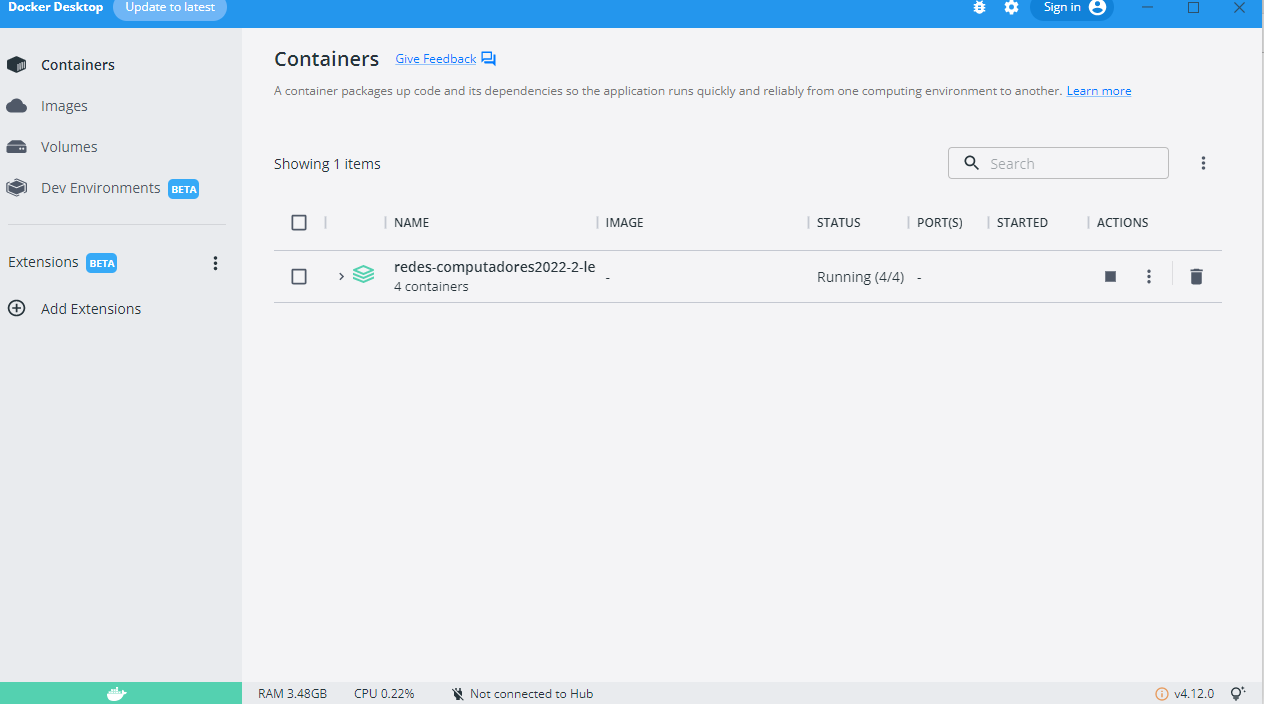 Docker Desktop Update to latest Sign in
Containers
Images
Volumes
Dev Environments BETA
Extensions BETA
Add Extensions
Containers Give Feedback
A container packages up code and its dependencies so the application runs quickly and reliably from one computing environment to another. Learn more
Showing 1 items Search
NAME IMAGE STATUS PORT(S) STARTED ACTIONS
redes-computadores2022-2-le - Running (4/4) -
4 containers
RAM 3.48GB CPU 0.22% Not connected to Hub v4.12.0